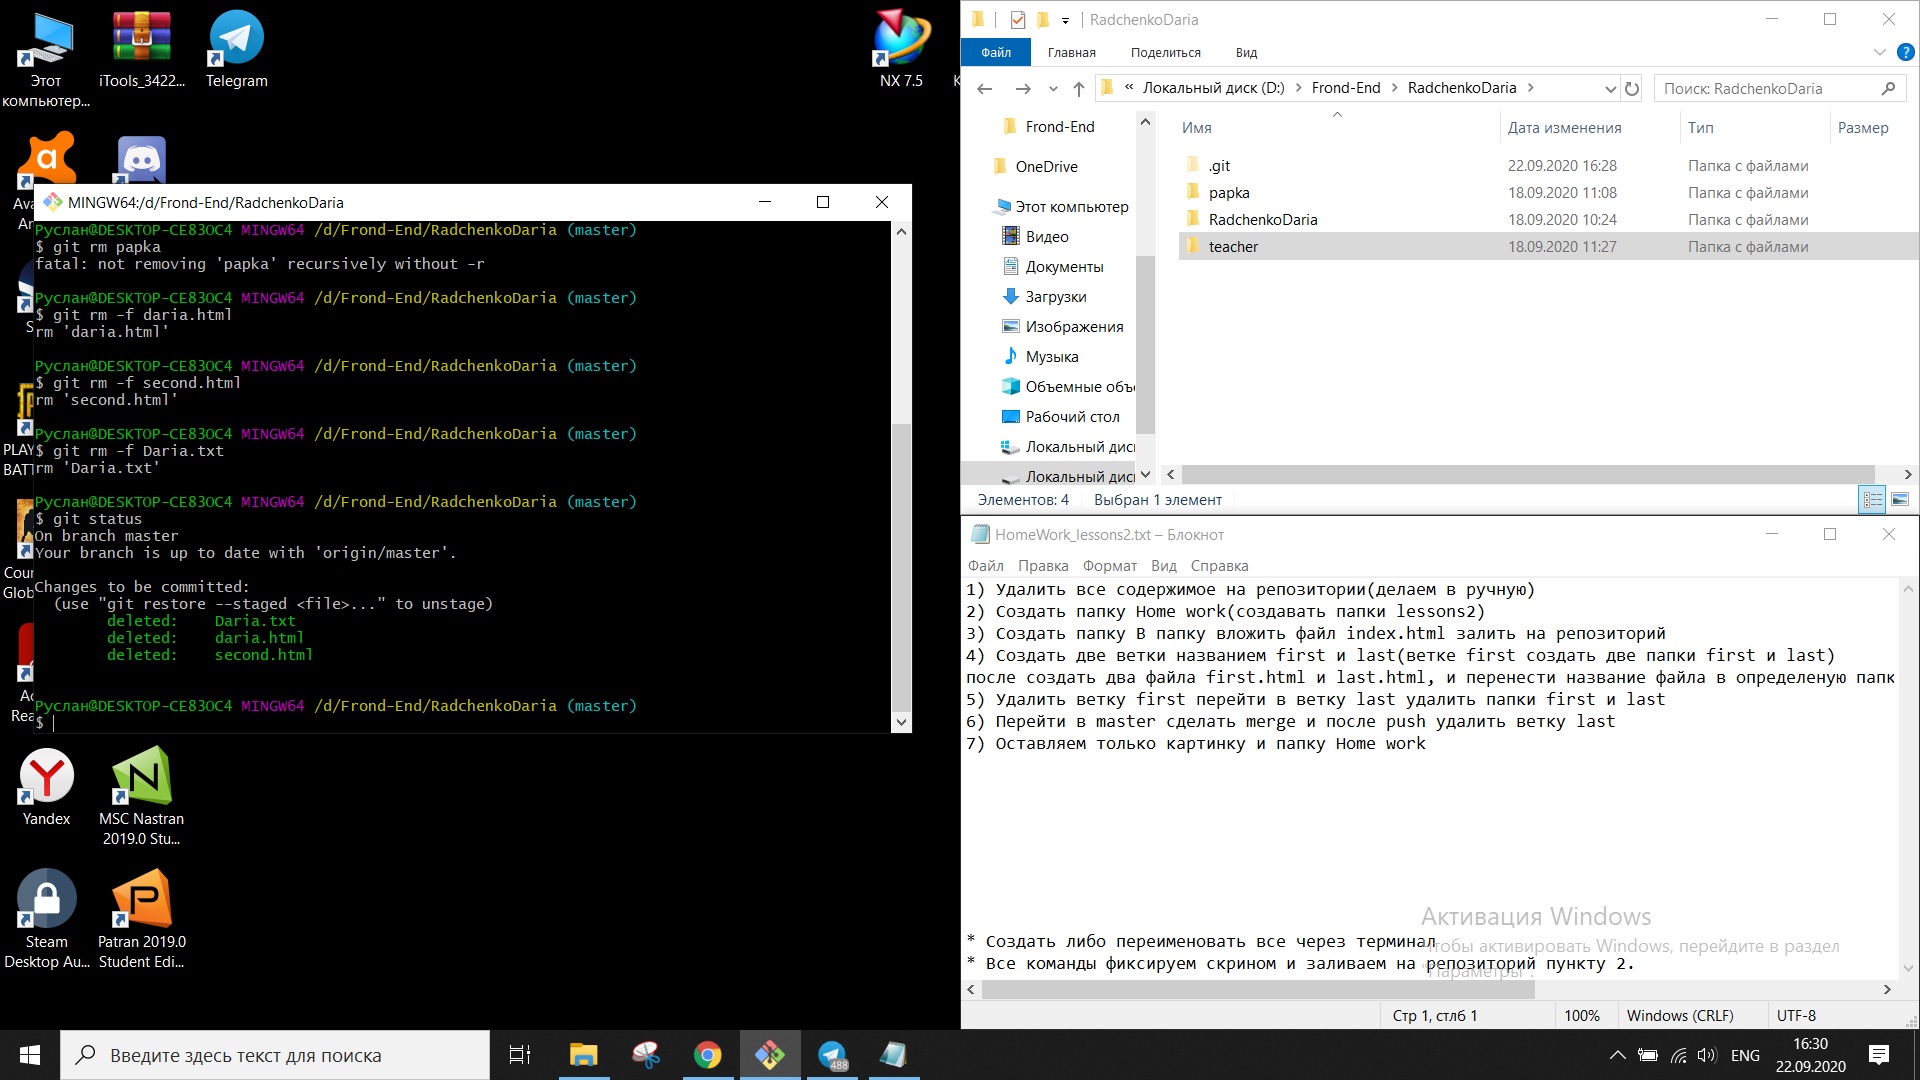 Этот
компьютер...
iTools_3422...
Telegram
NX 7.5
Ava
An
S
PLAY
BATT
Cour
Glob
Ac
Rea
Yandex
MSC Nastran
2019.0 Stu...
Steam
Desktop Au...
Patran 2019.0
Student Edi...
MINGW64:/d/Frond-End/RadchenkoDaria
Руслан@DESKTOP-CE83OC4 MINGW64 /d/Frond-End/RadchenkoDaria (master)
$ git rm papka
fatal: not removing 'papka' recursively without -r
Руслан@DESKTOP-CE83OC4 MINGW64 /d/Frond-End/RadchenkoDaria (master)
$ git rm -f daria.html
rm 'daria.html'
Руслан@DESKTOP-CE83OC4 MINGW64 /d/Frond-End/RadchenkoDaria (master)
$ git rm -f second.html
rm 'second.html'
Руслан@DESKTOP-CE83OC4 MINGW64 /d/Frond-End/RadchenkoDaria (master)
$ git rm -f Daria.txt
rm 'Daria.txt'
Руслан@DESKTOP-CE83OC4 MINGW64 /d/Frond-End/RadchenkoDaria (master)
$ git status
On branch master
Your branch is up to date with 'origin/master'.
Changes to be committed:
(use "git restore --staged <file>..." to unstage)
deleted: Daria.txt
deleted: daria.html
deleted: second.html
Руслан@DESKTOP-CE83OC4 MINGW64 /d/Frond-End/RadchenkoDaria (master)
$
RadchenkoDaria
Файл Главная Поделиться Вид
« Локальный диск (D:) > Frond-End > RadchenkoDaria >
Поиск: RadchenkoDaria
Frond-End
OneDrive
Этот компьютер
Видео
Документы
Загрузки
Изображения
Музыка
Объемные объ
Рабочий стол
Локальный дис
Локальный дис
Имя Дата изменения Тип Размер
.git 22.09.2020 16:28 Папка с файлами
papka 18.09.2020 11:08 Папка с файлами
RadchenkoDaria 18.09.2020 10:24 Папка с файлами
teacher 18.09.2020 11:27 Папка с файлами
Элементов: 4 Выбран 1 элемент
HomeWork_lessons2.txt – Блокнот
Файл Правка Формат Вид Справка
1) Удалить все содержимое на репозитории(делаем в ручную)
2) Создать папку Home work(создавать папки lessons2)
3) Создать папку В папку вложить файл index.html залить на репозиторий
4) Создать две ветки названием first и last(ветке first создать две папки first и last)
после создать два файла first.html и last.html, и перенести название файла в определеную папк
5) Удалить ветку first перейти в ветку last удалить папки first и last
6) Перейти в master сделать merge и после push удалить ветку last
7) Оставляем только картинку и папку Home work
* Создать либо переименовать все через терминал
* Все команды фиксируем скрином и заливаем на репозиторий пункту 2.
Активация Windows
Чтобы активировать Windows, перейдите в раздел
"Параметры".
Стр 1, стлб 1 100% Windows (CRLF) UTF-8
Введите здесь текст для поиска
488
ENG
16:30
22.09.2020